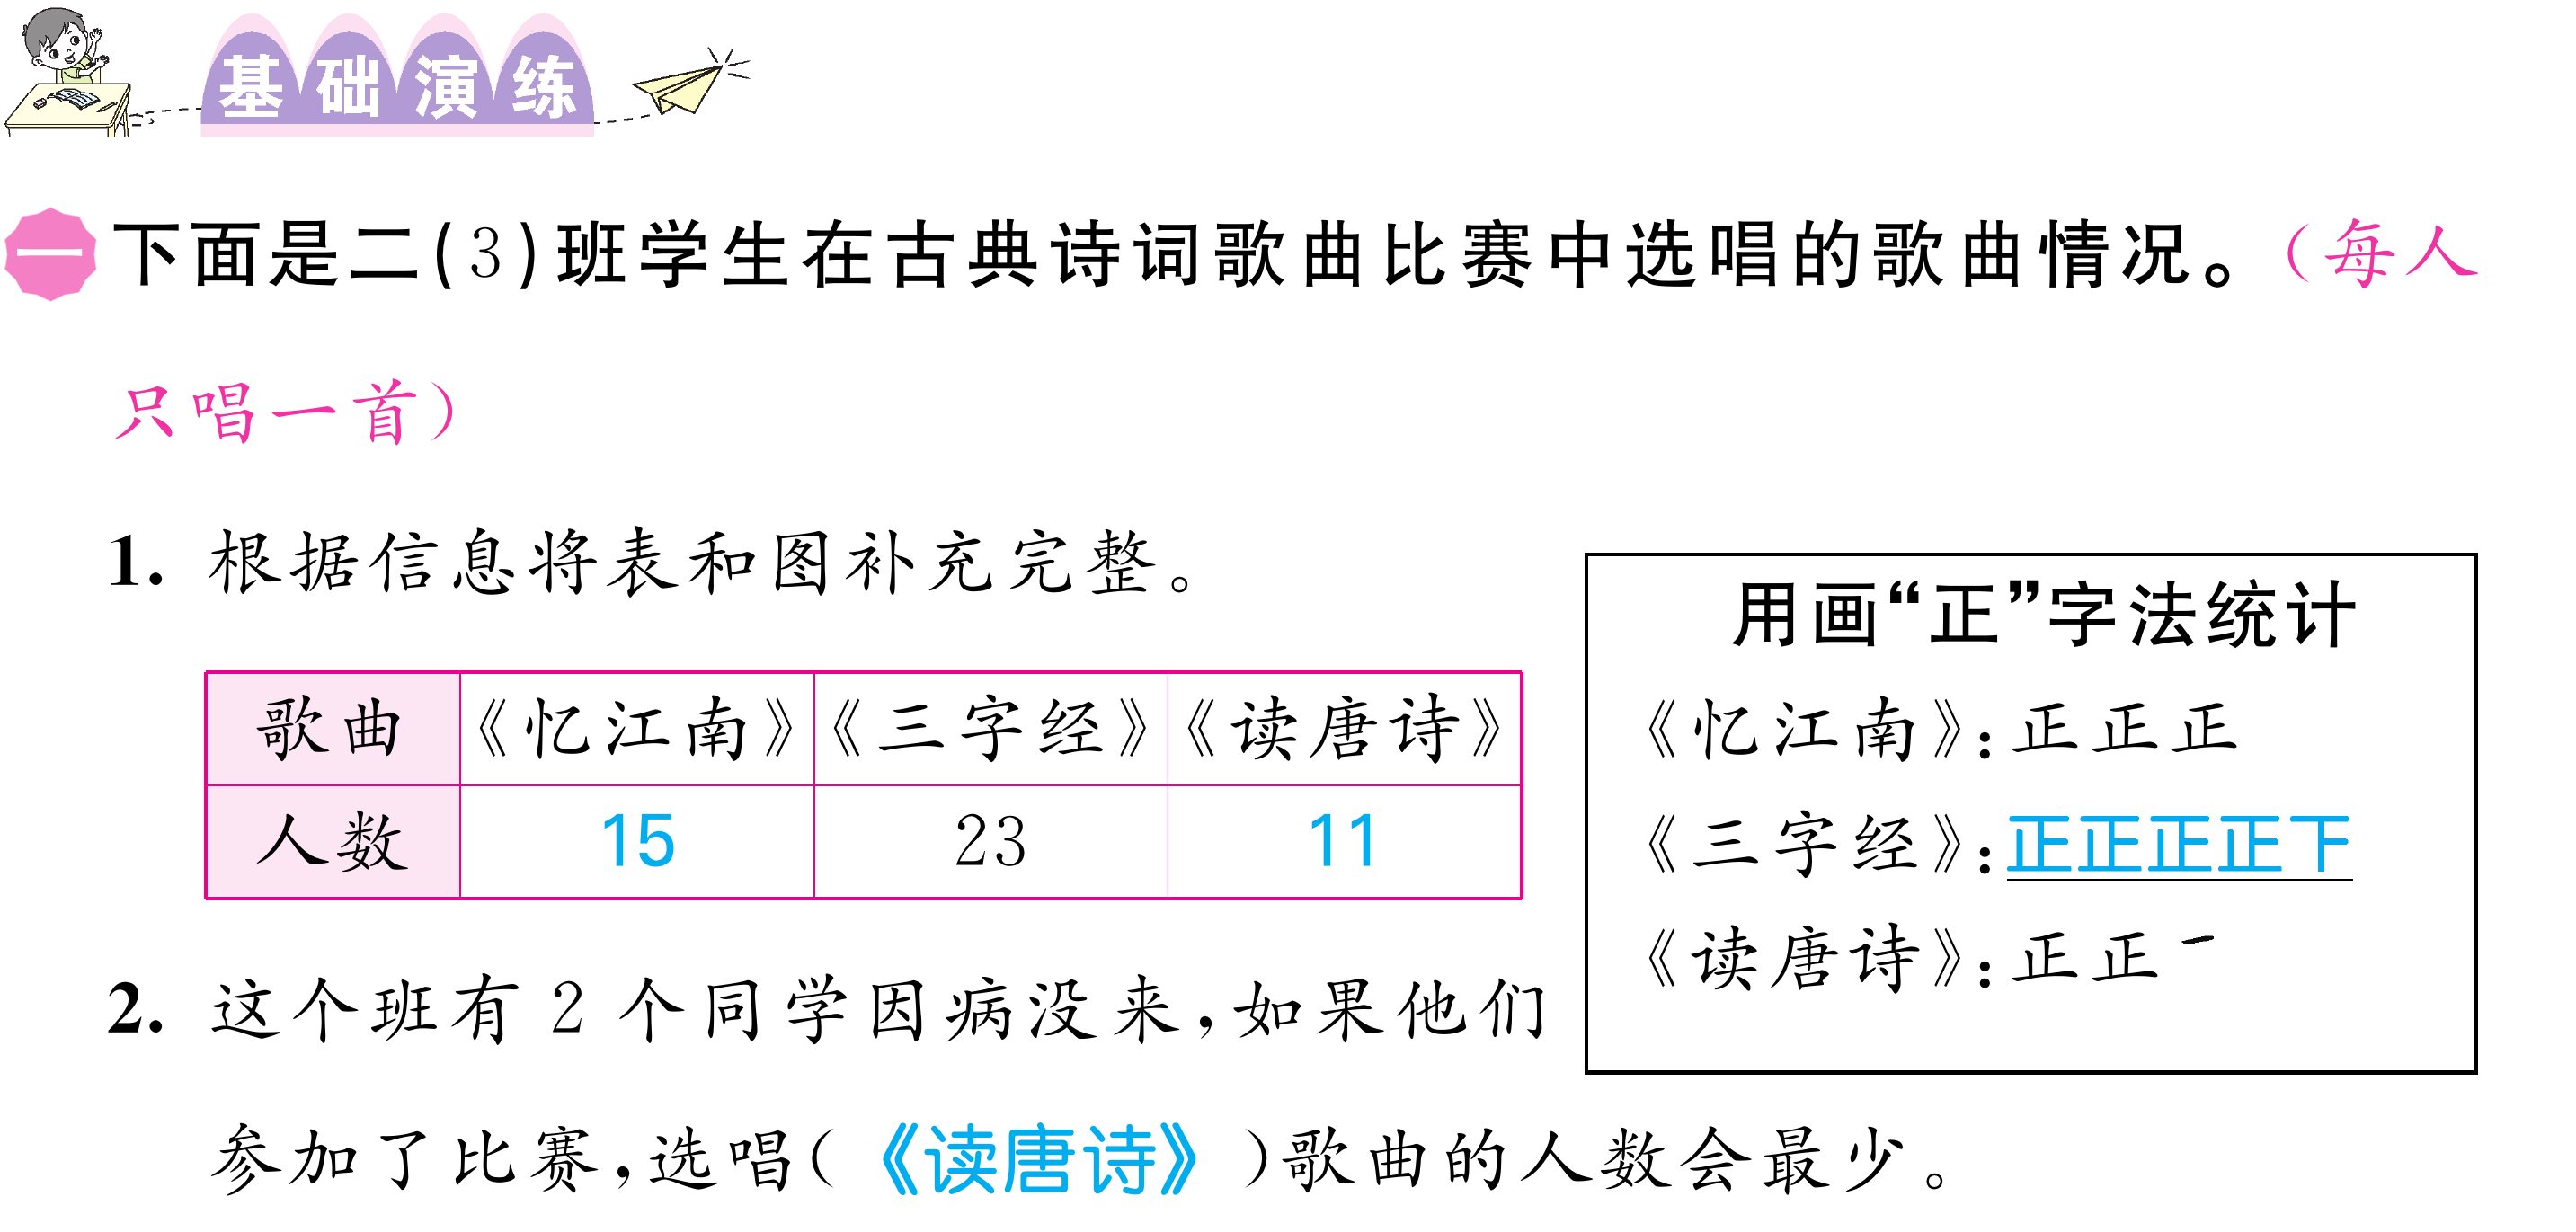 基础演练
一 下面是二(3)班学生在古典诗词歌曲比赛中选唱的歌曲情况。(每人
只唱一首)
1. 根据信息将表和图补充完整。
歌曲 《忆江南》 《三字经》 《读唐诗》
人数 15 23 11
用画“正”字法统计
《忆江南》:正正正
《三字经》:正正正正下
《读唐诗》:正正一
2. 这个班有 2 个同学因病没来,如果他们
参加了比赛,选唱(《读唐诗》)歌曲的人数会最少。